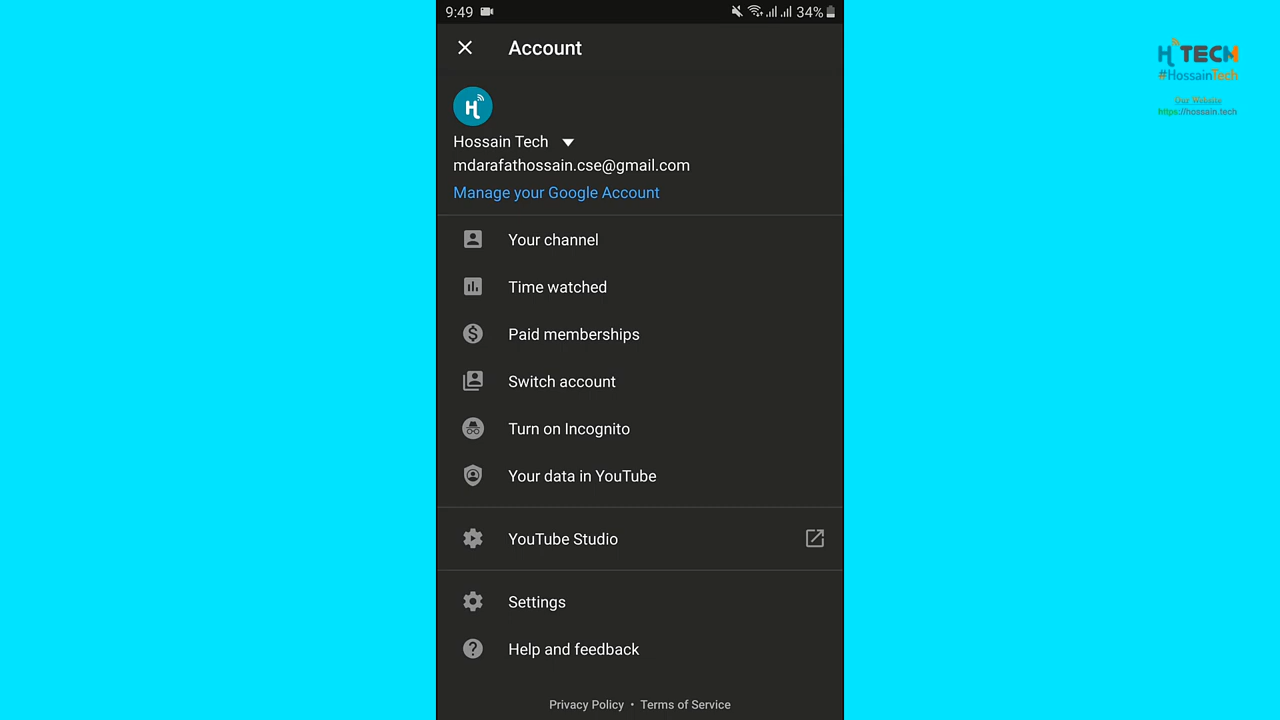 9:49
34%
Account
Hossain Tech
mdarafathossain.cse@gmail.com
Manage your Google Account
Your channel
Time watched
Paid memberships
Switch account
Turn on Incognito
Your data in YouTube
YouTube Studio
Settings
Help and feedback
Privacy Policy • Terms of Service
H TECH
#HossainTech
Our Website
https://hossain.tech